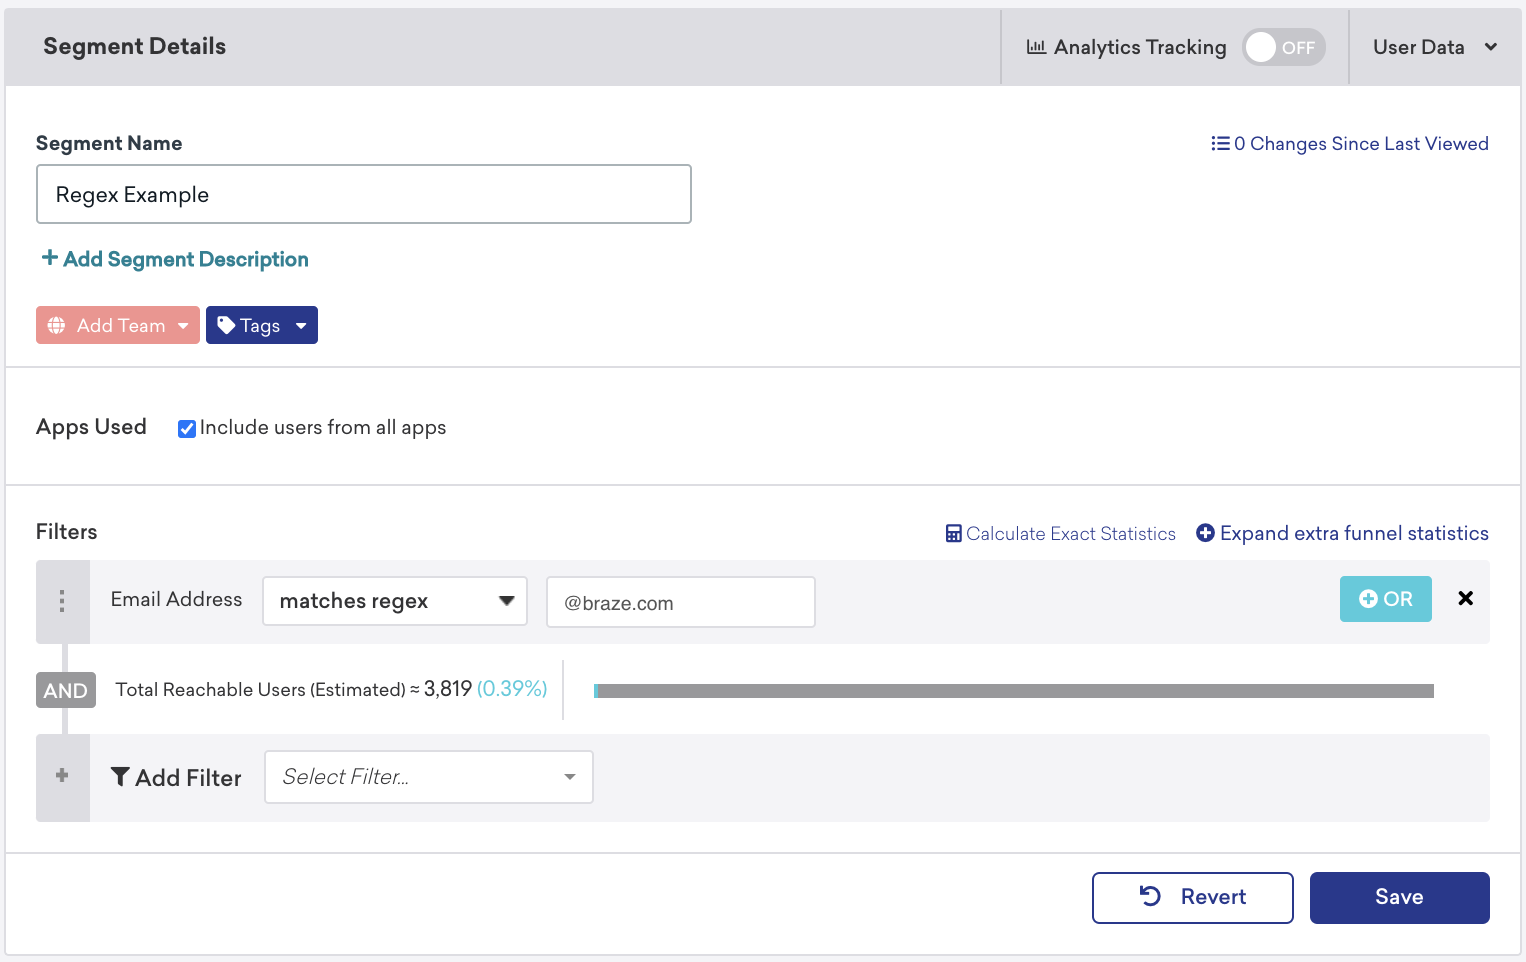 Segment Details
Analytics Tracking OFF
User Data
Segment Name
0 Changes Since Last Viewed
Regex Example
+ Add Segment Description
Add Team
Tags
Apps Used
Include users from all apps
Filters
Calculate Exact Statistics
Expand extra funnel statistics
Email Address
matches regex
@braze.com
OR
AND
Total Reachable Users (Estimated) ≈ 3,819 (0.39%)
+
Add Filter
Select Filter...
Revert
Save